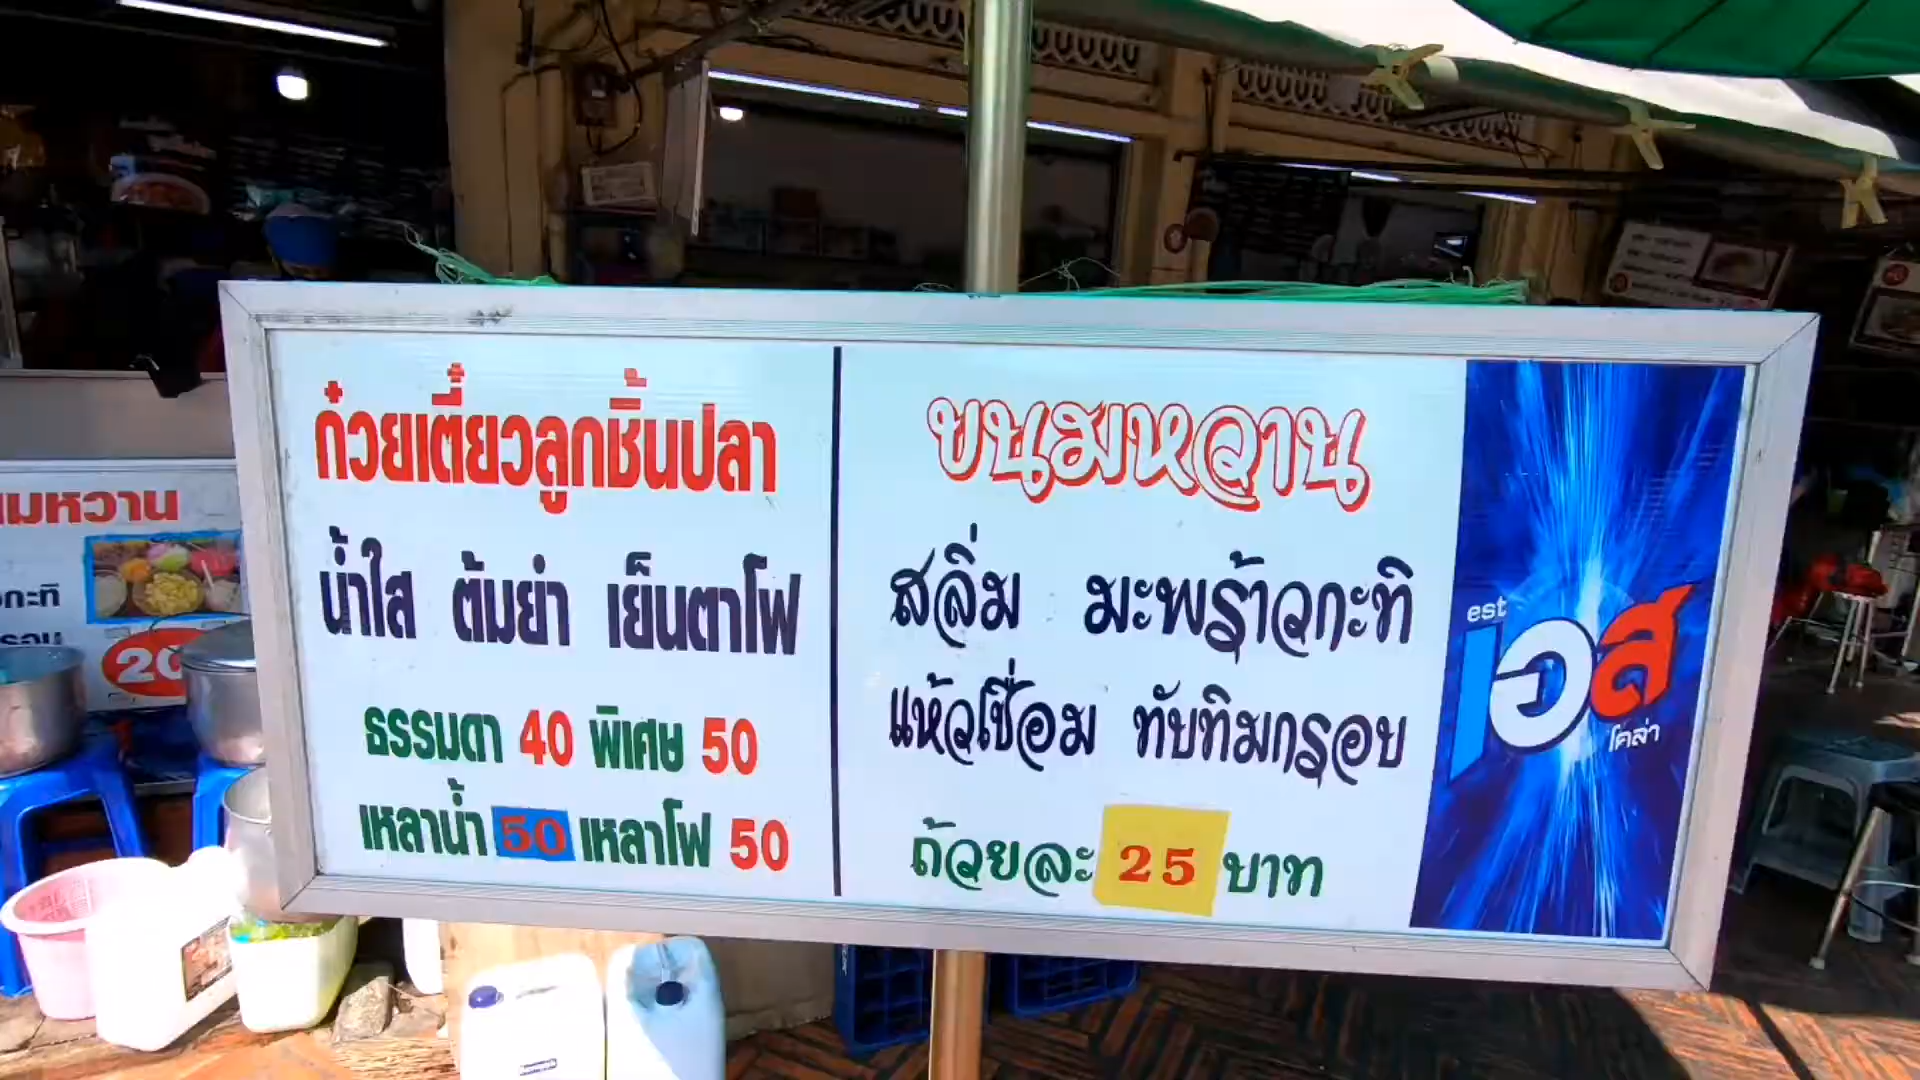 ก๋วยเตี๋ยวลูกชิ้นปลา
น้ำใส ต้มยำ เย็นตาโฟ
ธรรมดา 40 พิเศษ 50
เหลาน้ำ 50 เหลาโฟ 50
ขนมหวาน
สลิ่ม มะพร้าวกะทิ
แห้วเชื่อม ทับทิมกรอบ
ถ้วยละ 25 บาท
est
เอส
โคล่า
นมหวาน
กะทิ
20